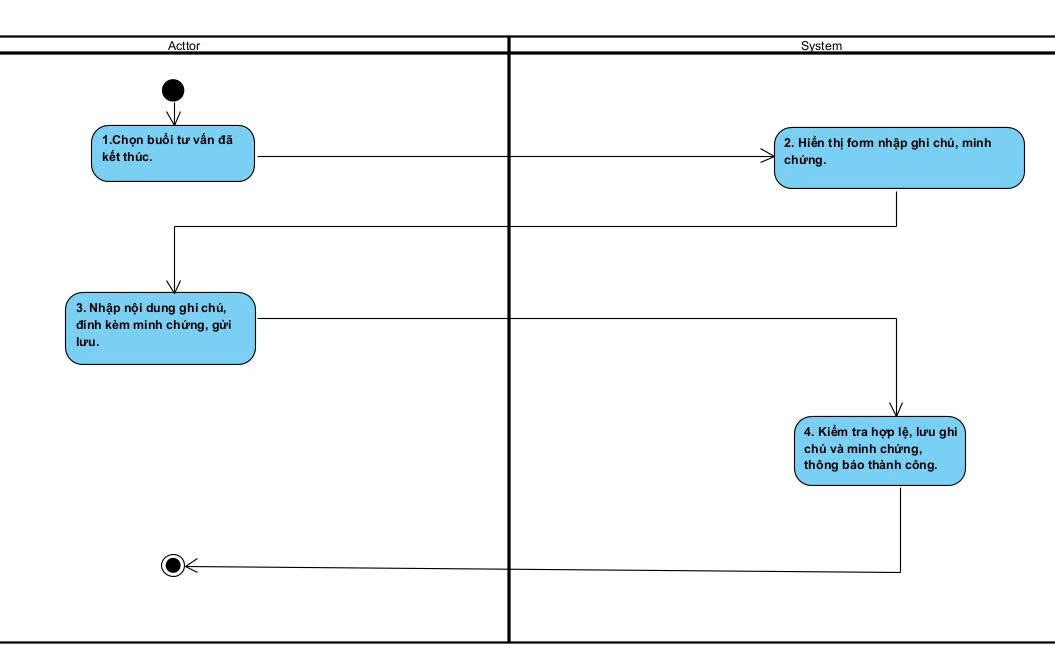 Acttor
System
1.Chọn buổi tư vấn đã
kết thúc.
2. Hiển thị form nhập ghi chú, minh
chứng.
3. Nhập nội dung ghi chú,
đính kèm minh chứng, gửi
lưu.
4. Kiểm tra hợp lệ, lưu ghi
chú và minh chứng,
thông báo thành công.